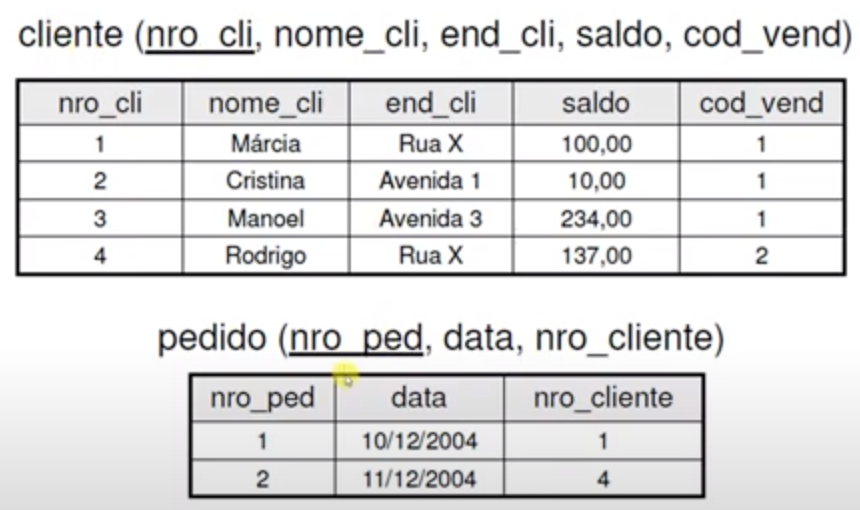 cliente (nro_cli, nome_cli, end_cli, saldo, cod_vend)
nro_cli nome_cli end_cli saldo cod_vend
1 Márcia Rua X 100,00 1
2 Cristina Avenida 1 10,00 1
3 Manoel Avenida 3 234,00 1
4 Rodrigo Rua X 137,00 2
pedido (nro_ped, data, nro_cliente)
nro_ped data nro_cliente
1 10/12/2004 1
2 11/12/2004 4